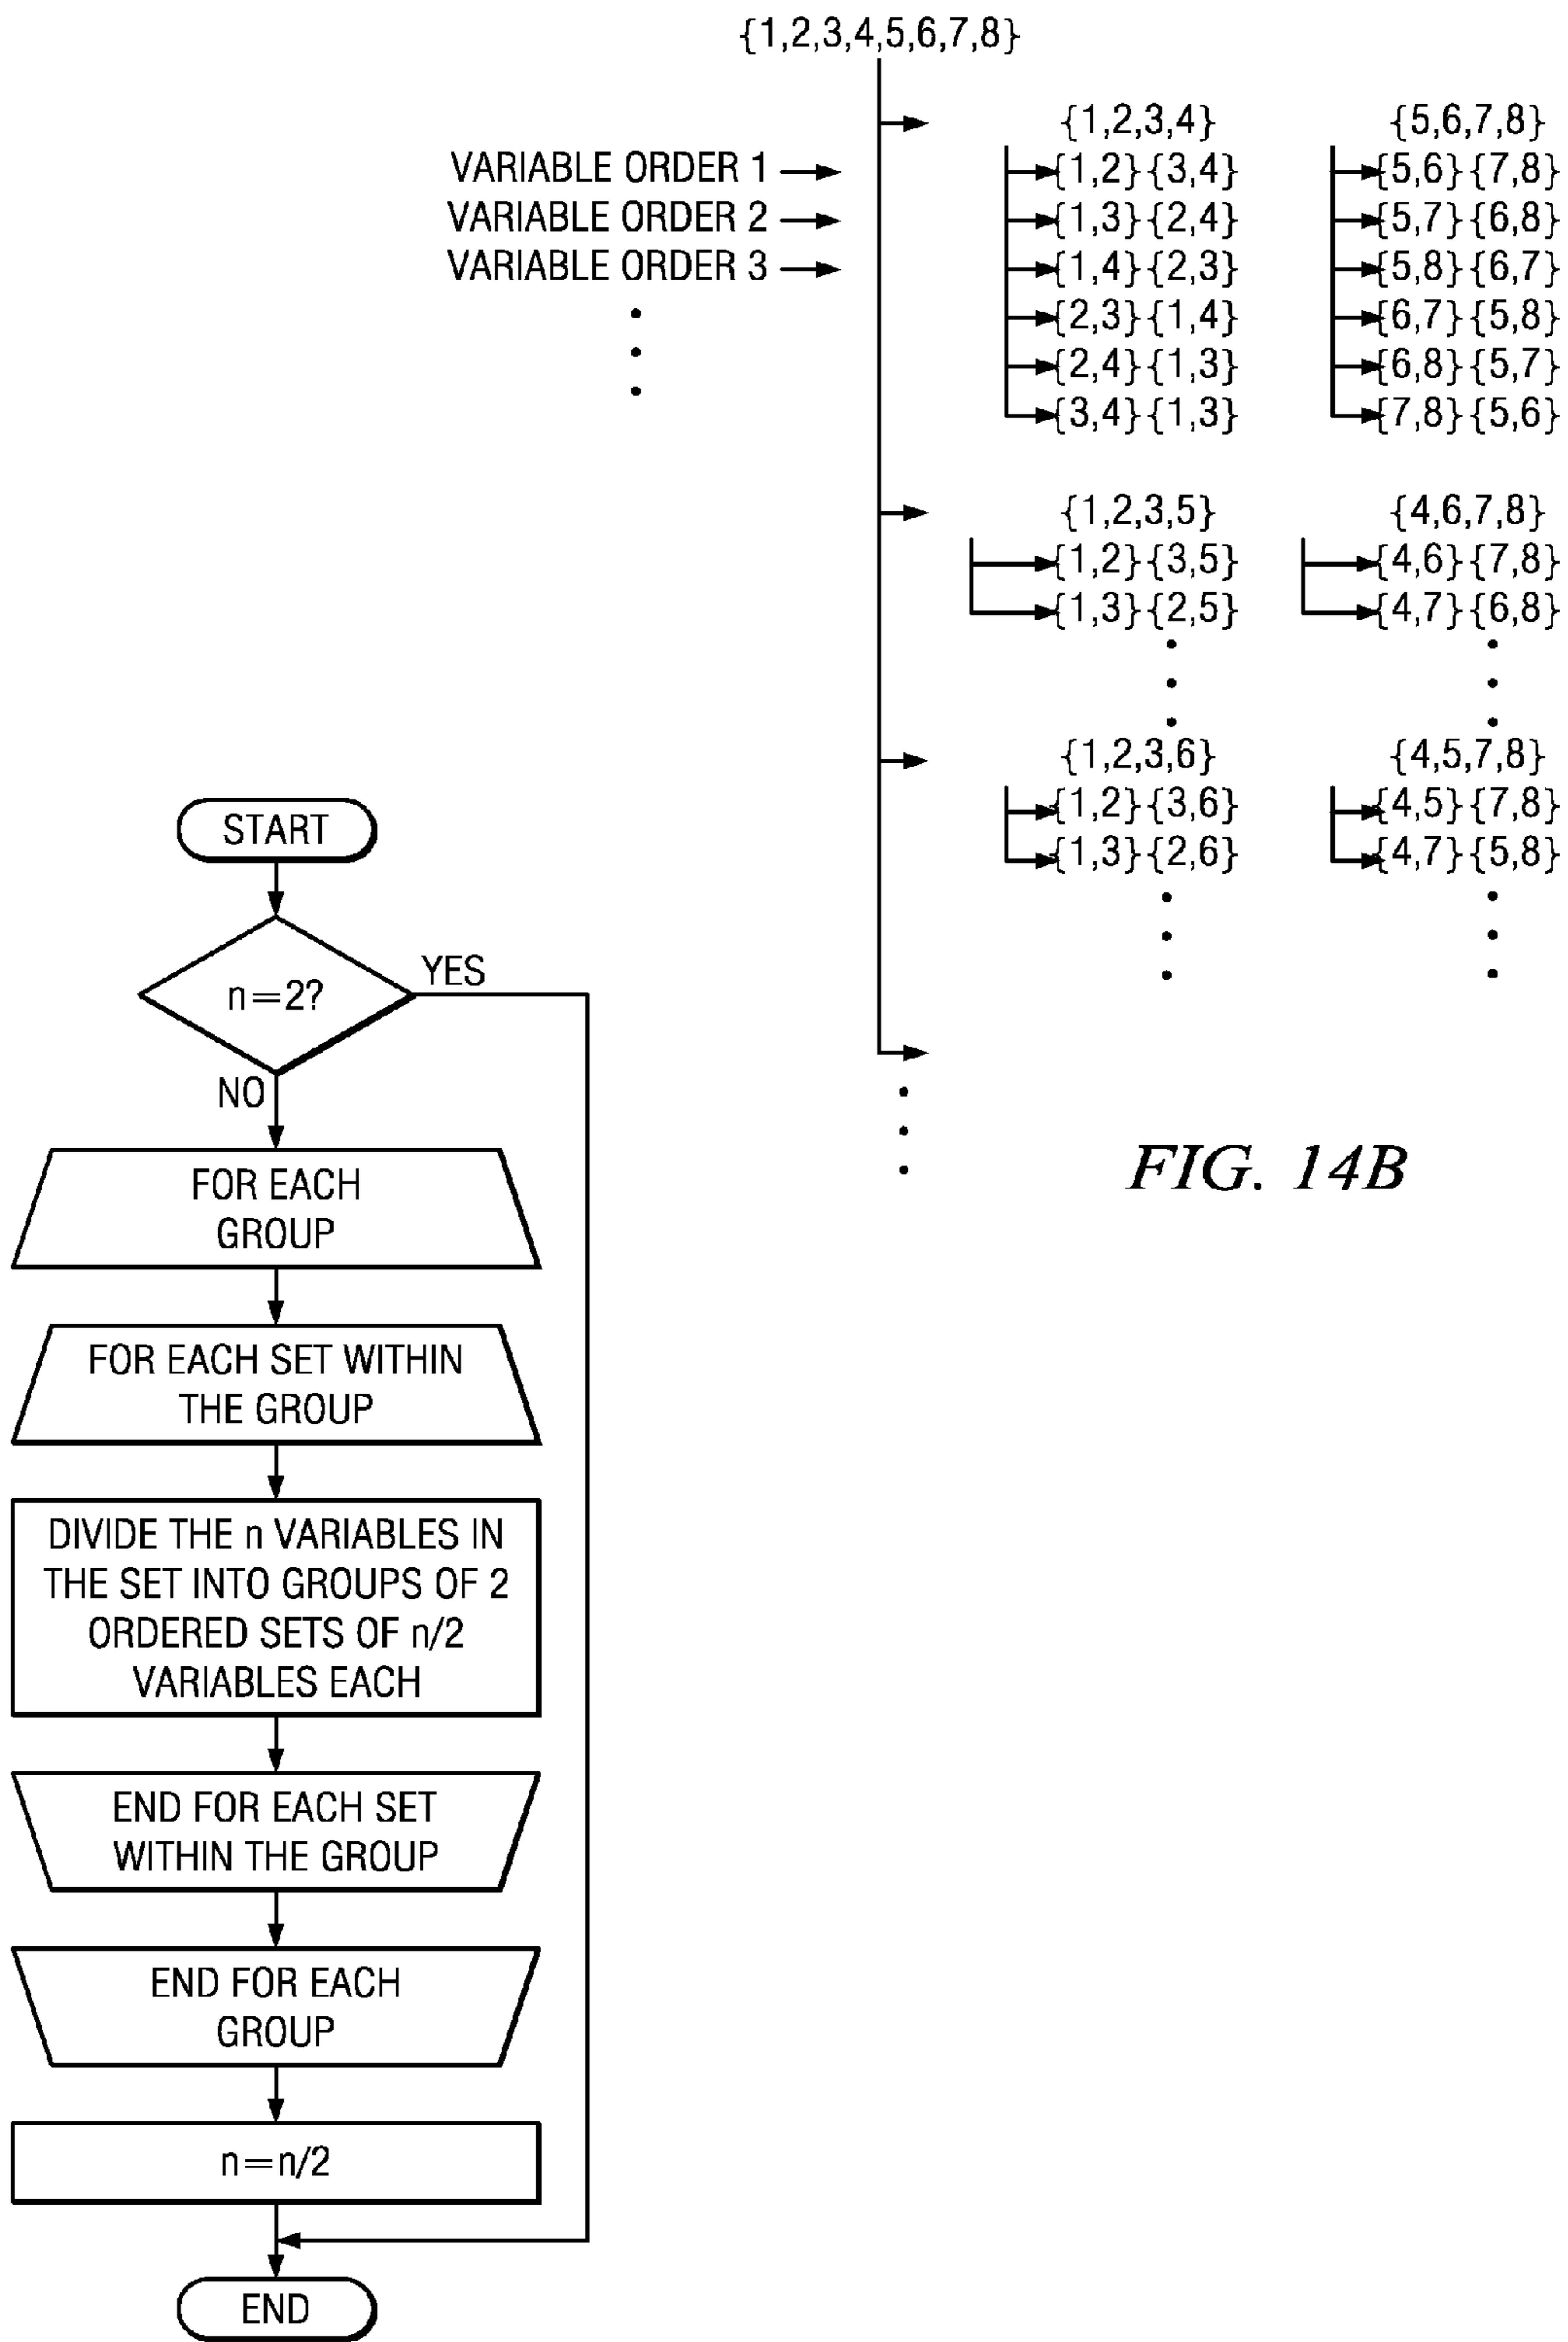 {1,2,3,4,5,6,7,8}
{1,2,3,4} {5,6,7,8}
VARIABLE ORDER 1 {1,2} {3,4} {5,6} {7,8}
VARIABLE ORDER 2 {1,3} {2,4} {5,7} {6,8}
VARIABLE ORDER 3 {1,4} {2,3} {5,8} {6,7}
{2,3} {1,4} {6,7} {5,8}
{2,4} {1,3} {6,8} {5,7}
{3,4} {1,3} {7,8} {5,6}
{1,2,3,5} {4,6,7,8}
{1,2} {3,5} {4,6} {7,8}
{1,3} {2,5} {4,7} {6,8}
{1,2,3,6} {4,5,7,8}
{1,2} {3,6} {4,5} {7,8}
{1,3} {2,6} {4,7} {5,8}
FIG. 14B
START
n=2?
YES
NO
FOR EACH
GROUP
FOR EACH SET WITHIN
THE GROUP
DIVIDE THE n VARIABLES IN
THE SET INTO GROUPS OF 2
ORDERED SETS OF n/2
VARIABLES EACH
END FOR EACH SET
WITHIN THE GROUP
END FOR EACH
GROUP
n=n/2
END